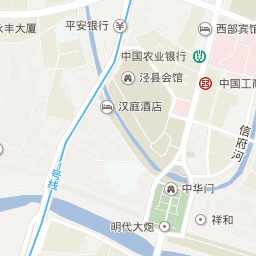 永丰大厦
平安银行
西部宾馆
中国农业银行
泾县会馆
中国工商
汉庭酒店
信府河
1号线
中华门
祥和
明代大炮